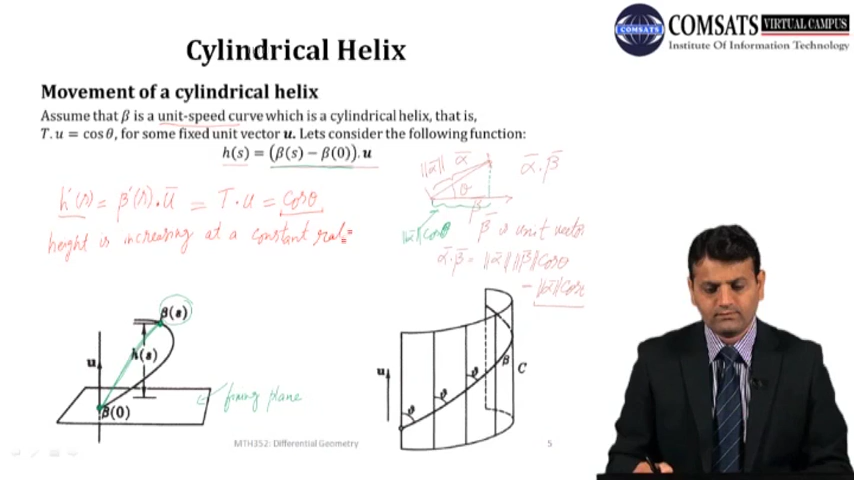 COMSATS VIRTUAL CAMPUS
Institute Of Information Technology
COMSATS
Cylindrical Helix
Movement of a cylindrical helix
Assume that β is a unit-speed curve which is a cylindrical helix, that is,
T.u = cosθ, for some fixed unit vector u. Lets consider the following function:
h(s) = (β(s) − β(0)).u
h'(s) = β'(s).ū = T.u = cosθ
height is increasing at a constant rate
‖ᾱ‖ ᾱ
θ
β̄
ᾱ.β̄
‖ᾱ‖cosθ
β̄ is unit vector
ᾱ.β̄ = ‖ᾱ‖‖β̄‖cosθ
= ‖ᾱ‖cosθ
β(s)
u
h(s)
β(0)
plane
u
ϑ
ϑ
ϑ
β
C
MTH352: Differential Geometry
5